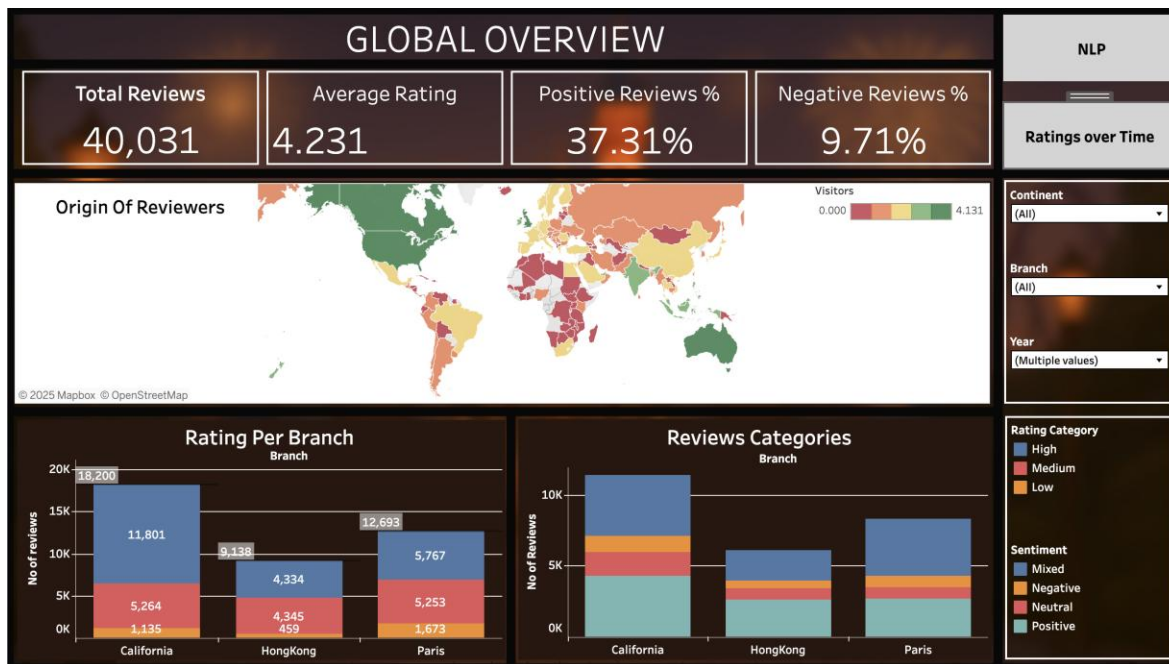 GLOBAL OVERVIEW
NLP
Ratings over Time
Total Reviews
40,031
Average Rating
4.231
Positive Reviews %
37.31%
Negative Reviews %
9.71%
Origin Of Reviewers
Visitors
0.000
4.131
© 2025 Mapbox © OpenStreetMap
Continent
(All)
Branch
(All)
Year
(Multiple values)
Rating Per Branch
Branch
No of reviews
20K
15K
10K
5K
0K
18,200
11,801
5,264
1,135
9,138
4,334
4,345
459
12,693
5,767
5,253
1,673
California
HongKong
Paris
Reviews Categories
Branch
No of Reviews
10K
5K
0K
California
HongKong
Paris
Rating Category
High
Medium
Low
Sentiment
Mixed
Negative
Neutral
Positive